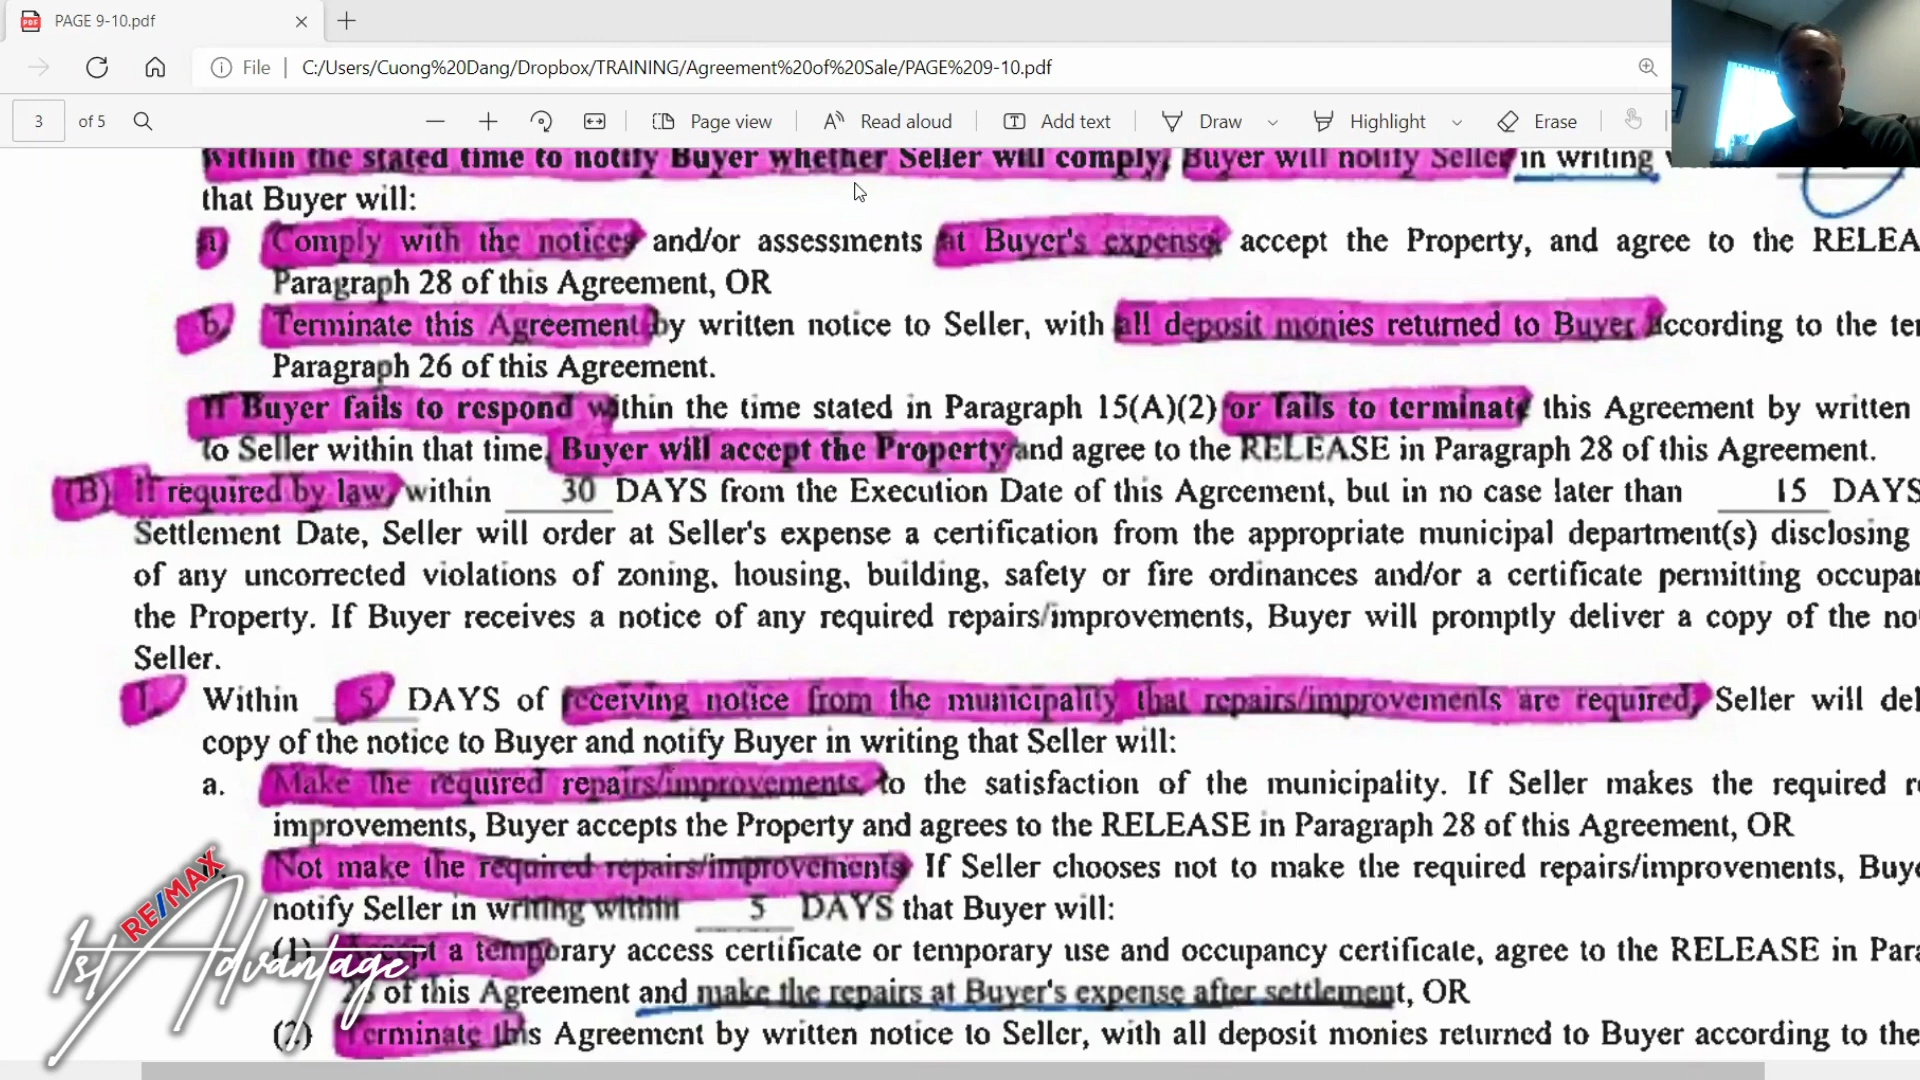 PAGE 9-10.pdf
File | C:/Users/Cuong%20Dang/Dropbox/TRAINING/Agreement%20of%20Sale/PAGE%209-10.pdf
3 of 5 Page view Read aloud Add text Draw Highlight Erase
within the stated time to notify Buyer whether Seller will comply, Buyer will notify Seller in writing
that Buyer will:
a Comply with the notices and/or assessments at Buyer's expense, accept the Property, and agree to the RELEA
Paragraph 28 of this Agreement, OR
b. Terminate this Agreement by written notice to Seller, with all deposit monies returned to Buyer according to the ter
Paragraph 26 of this Agreement.
If Buyer fails to respond within the time stated in Paragraph 15(A)(2) or fails to terminate this Agreement by written
to Seller within that time, Buyer will accept the Property and agree to the RELEASE in Paragraph 28 of this Agreement.
(B) If required by law, within 30 DAYS from the Execution Date of this Agreement, but in no case later than 15 DAYS
Settlement Date, Seller will order at Seller's expense a certification from the appropriate municipal department(s) disclosing
of any uncorrected violations of zoning, housing, building, safety or fire ordinances and/or a certificate permitting occupan
the Property. If Buyer receives a notice of any required repairs/improvements, Buyer will promptly deliver a copy of the no
Seller.
1. Within 5 DAYS of receiving notice from the municipality that repairs/improvements are required, Seller will del
copy of the notice to Buyer and notify Buyer in writing that Seller will:
a. Make the required repairs/improvements to the satisfaction of the municipality. If Seller makes the required re
improvements, Buyer accepts the Property and agrees to the RELEASE in Paragraph 28 of this Agreement, OR
Not make the required repairs/improvements. If Seller chooses not to make the required repairs/improvements, Buye
notify Seller in writing within 5 DAYS that Buyer will:
(1) Accept a temporary access certificate or temporary use and occupancy certificate, agree to the RELEASE in Para
28 of this Agreement and make the repairs at Buyer's expense after settlement, OR
(2) Terminate this Agreement by written notice to Seller, with all deposit monies returned to Buyer according to the
RE/MAX
1st Advantage